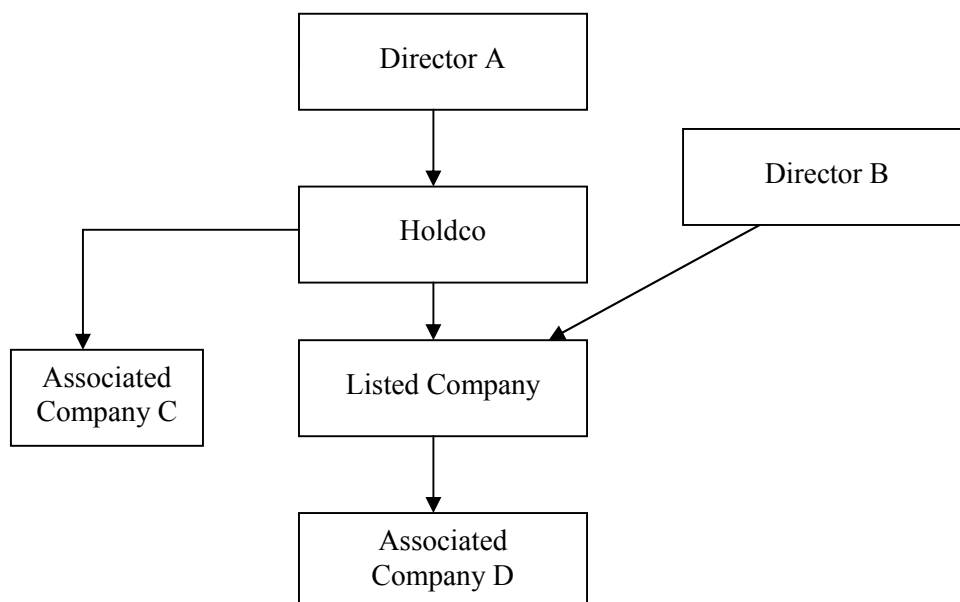 Director A
Director B
Holdco
Associated
Company C
Listed Company
Associated
Company D